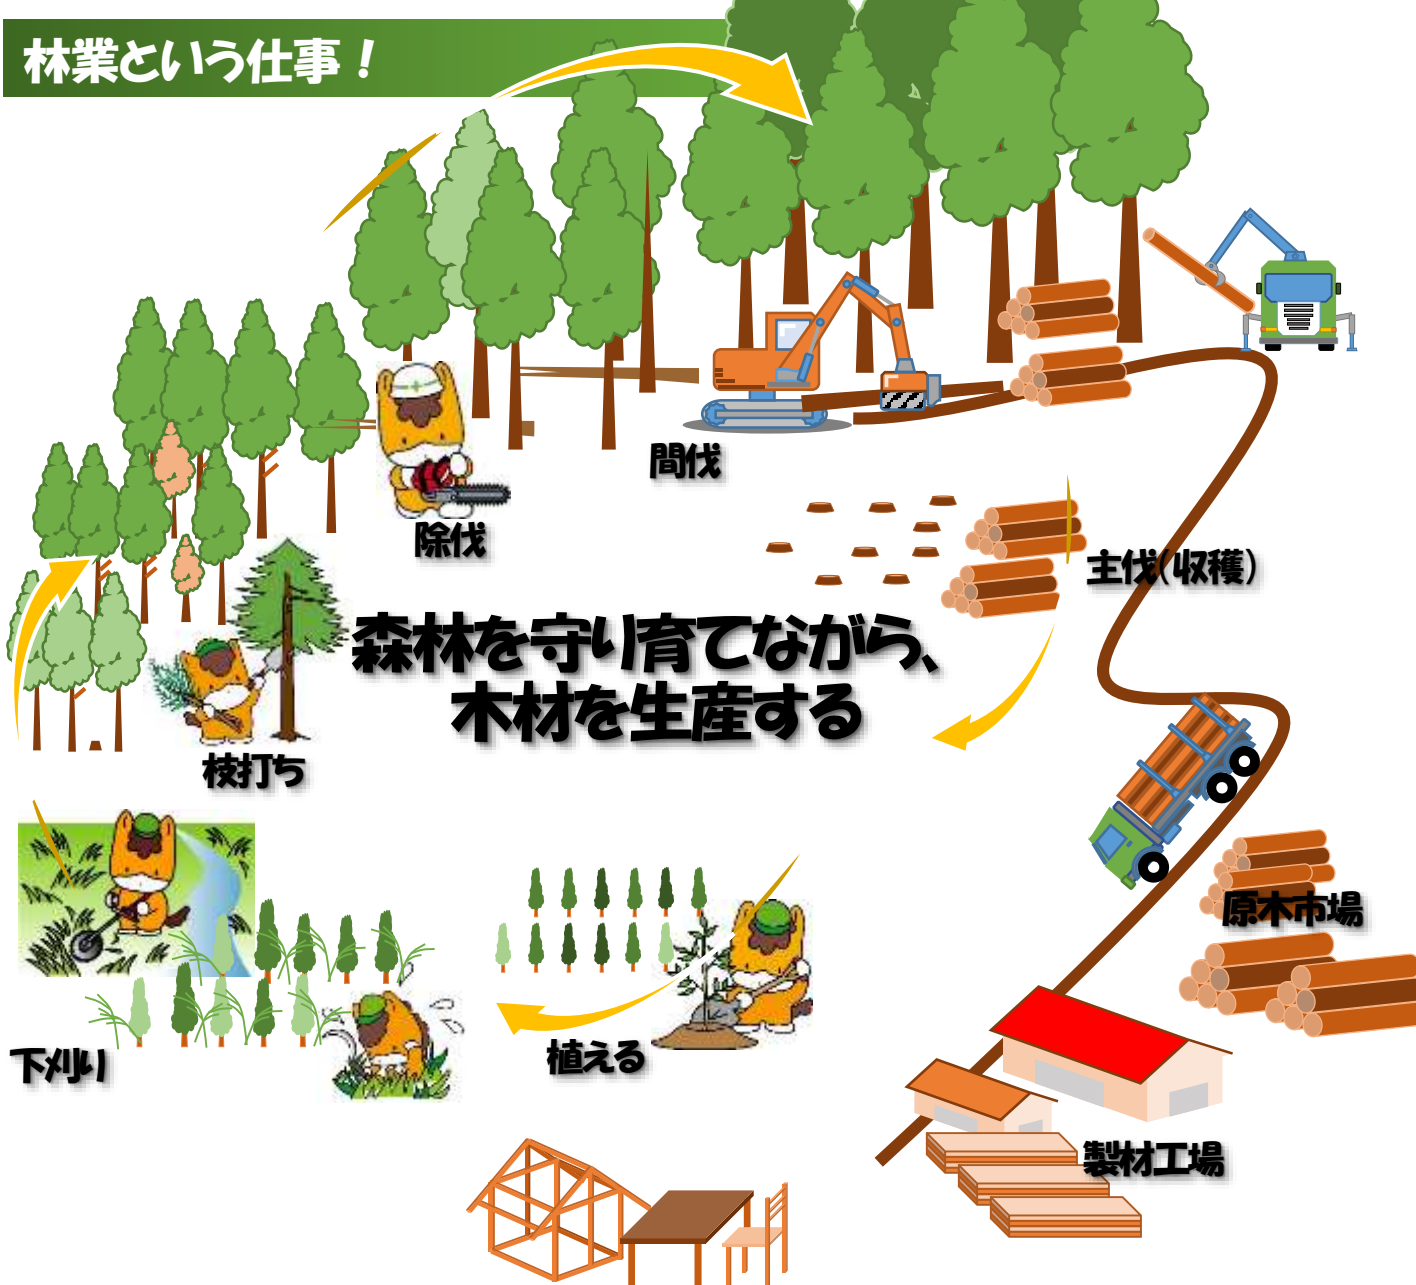 林業という仕事！
間伐
除伐
主伐（収穫）
森林を守り育てながら、
木材を生産する
枝打ち
原木市場
下刈り
植える
製材工場